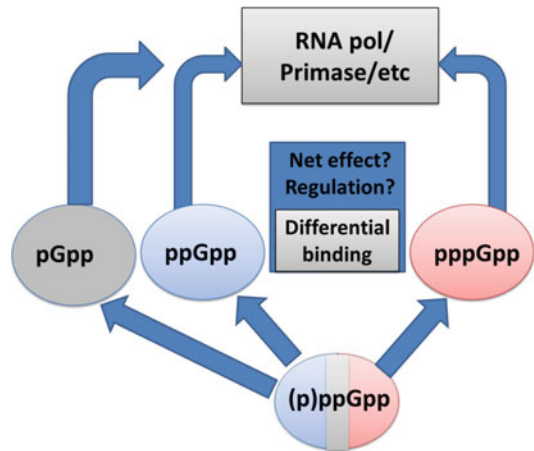 RNA pol/
Primase/etc
Net effect?
Regulation?
Differential
binding
pGpp
ppGpp
pppGpp
(p)ppGpp